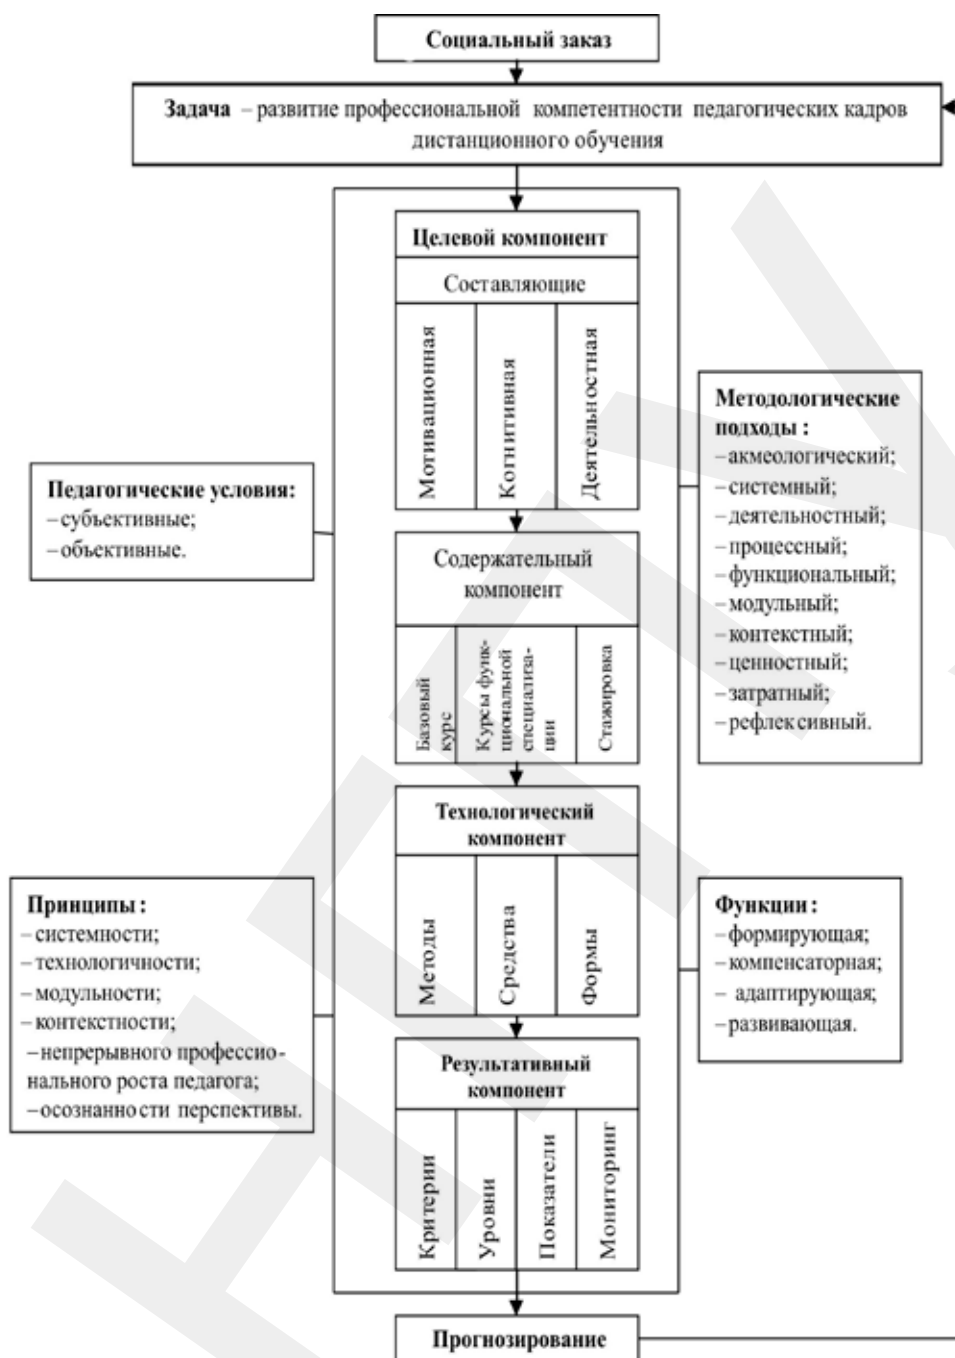 Социальный заказ
Задача – развитие профессиональной компетентности педагогических кадров
дистанционного обучения
Целевой компонент
Составляющие
Мотивационная
Когнитивная
Деятельностная
Педагогические условия:
– субъективные;
– объективные.
Методологические
подходы :
– акмеологический;
– системный;
– деятельностный;
– процессный;
– функциональный;
– модульный;
– контекстный;
– ценностный;
– затратный;
– рефлексивный.
Содержательный
компонент
Базовый
курс
Курсы функ-
циональной
специализа-
ции
Стажировка
Технологический
компонент
Методы
Средства
Формы
Принципы :
– системности;
– технологичности;
– модульности;
– контекстности;
– непрерывного профессио-
нального роста педагога;
– осознанности перспективы.
Функции :
– формирующая;
– компенсаторная;
– адаптирующая;
– развивающая.
Результативный
компонент
Критерии
Уровни
Показатели
Мониторинг
Прогнозирование